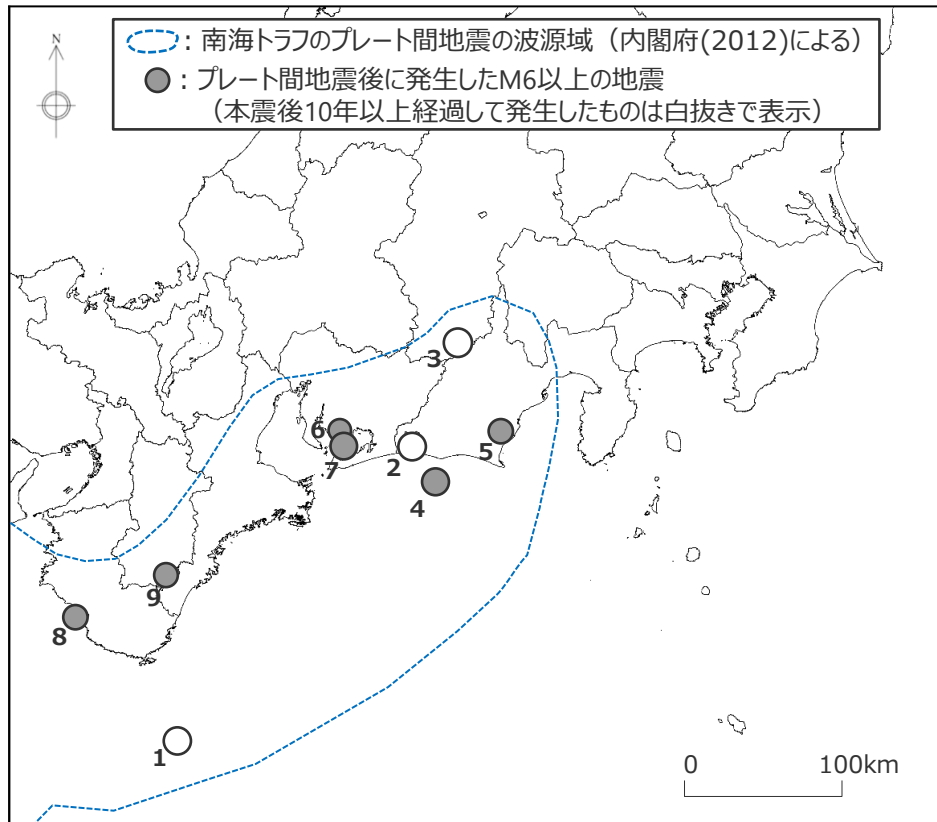 N
：南海トラフのプレート間地震の波源域（内閣府(2012)による）
：プレート間地震後に発生したM6以上の地震
（本震後10年以上経過して発生したものは白抜きで表示）
3
6
7
2
5
4
9
8
1
0 100km